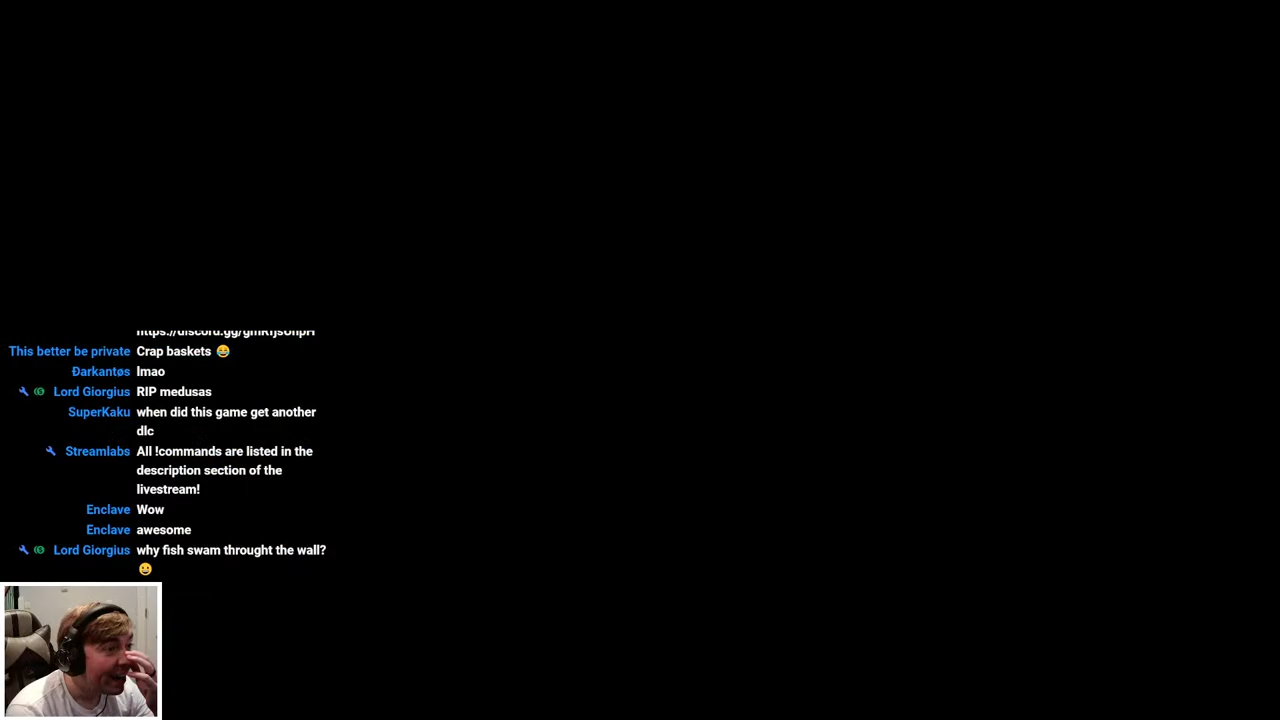 This better be private Crap baskets 😂
Đarkantøs lmao
Lord Giorgius RIP medusas
SuperKaku when did this game get another
dlc
Streamlabs All !commands are listed in the
description section of the
livestream!
Enclave Wow
Enclave awesome
Lord Giorgius why fish swam throught the wall?
😀